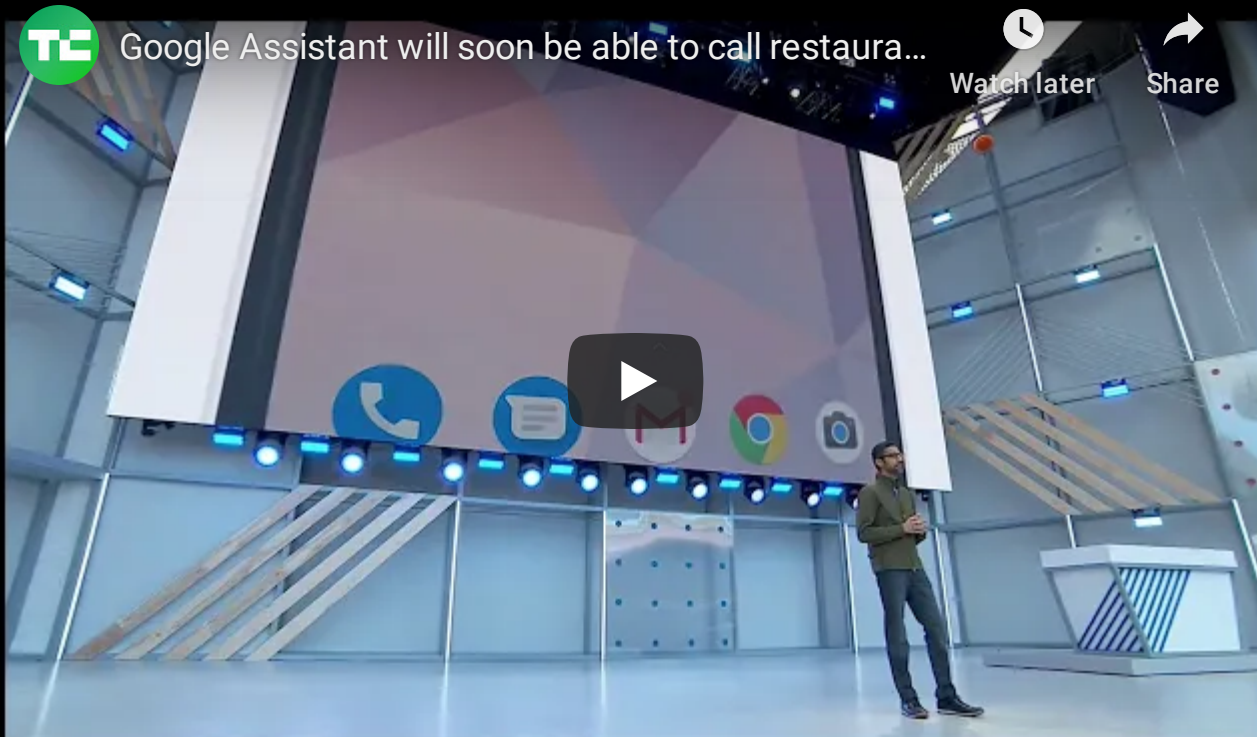 TC
Google Assistant will soon be able to call restaura...
Watch later
Share